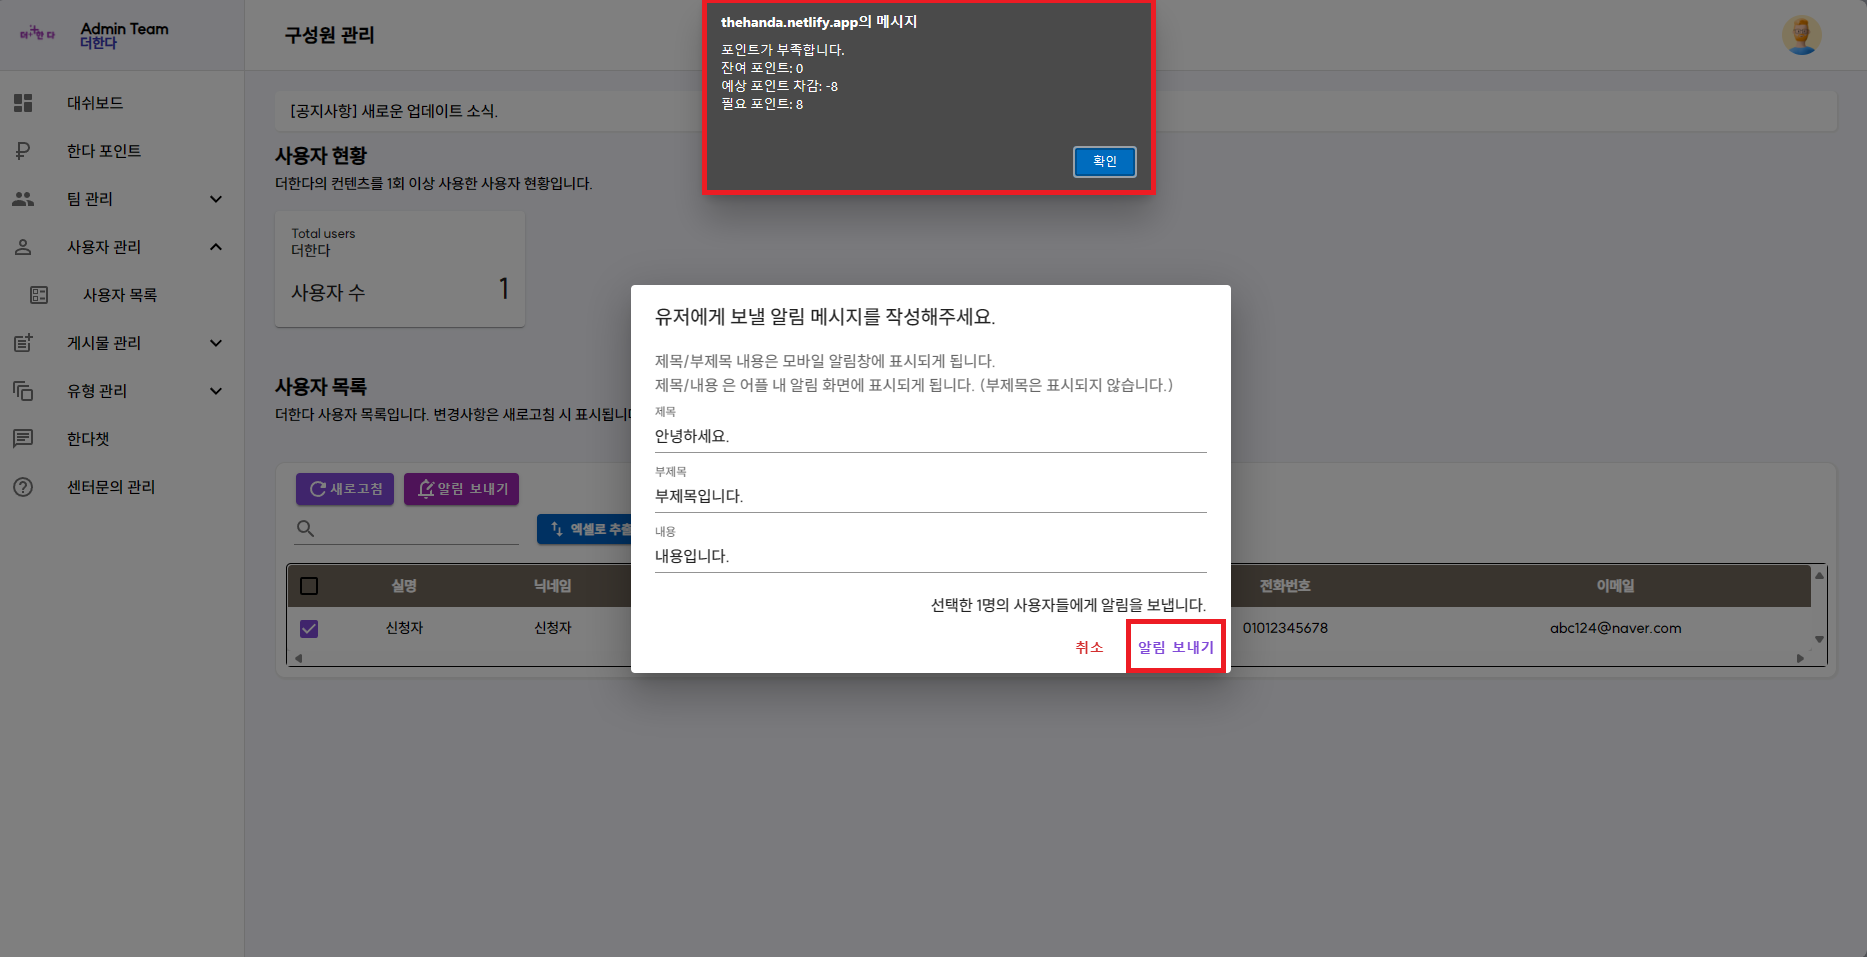 더한다
Admin Team
더한다
구성원 관리
thehanda.netlify.app의 메시지
포인트가 부족합니다.
잔여 포인트: 0
예상 포인트 차감: -8
필요 포인트: 8
확인
대쉬보드
한다 포인트
팀 관리
사용자 관리
사용자 목록
게시물 관리
유형 관리
한다챗
센터문의 관리
[공지사항] 새로운 업데이트 소식.
사용자 현황
더한다의 컨텐츠를 1회 이상 사용한 사용자 현황입니다.
Total users
더한다
사용자 수 1
사용자 목록
더한다 사용자 목록입니다. 변경사항은 새로고침 시 표시됩니다
새로고침 알림 보내기
엑셀로 추출
실명 닉네임 전화번호 이메일
신청자 신청자 01012345678 abc124@naver.com
유저에게 보낼 알림 메시지를 작성해주세요.
제목/부제목 내용은 모바일 알림창에 표시되게 됩니다.
제목/내용 은 어플 내 알림 화면에 표시되게 됩니다. (부제목은 표시되지 않습니다.)
제목
안녕하세요.
부제목
부제목입니다.
내용
내용입니다.
선택한 1명의 사용자들에게 알림을 보냅니다.
취소 알림 보내기